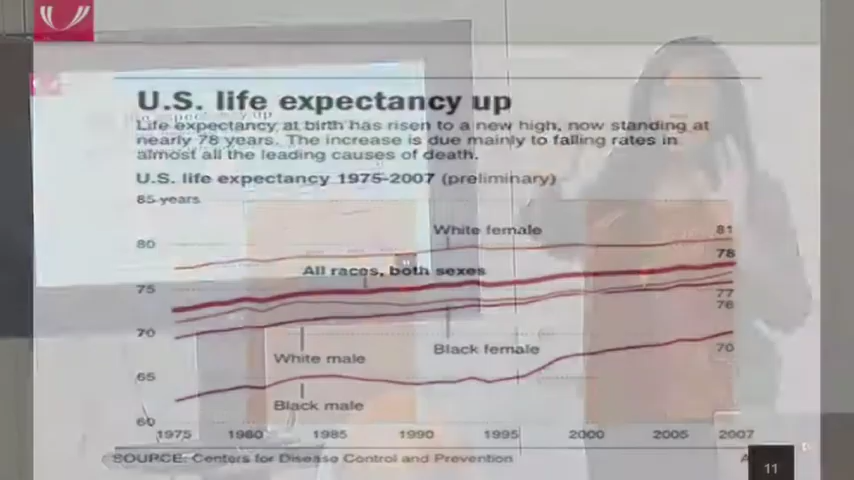 U.S. life expectancy up
Life expectancy at birth has risen to a new high, now standing at
nearly 78 years. The increase is due mainly to falling rates in
almost all the leading causes of death.
U.S. life expectancy 1975-2007 (preliminary)
85 years
White female
81
80
78
All races, both sexes
75
77
76
70
White male
Black female
70
65
Black male
60
1975 1980 1985 1990 1995 2000 2005 2007
SOURCE: Centers for Disease Control and Prevention
11